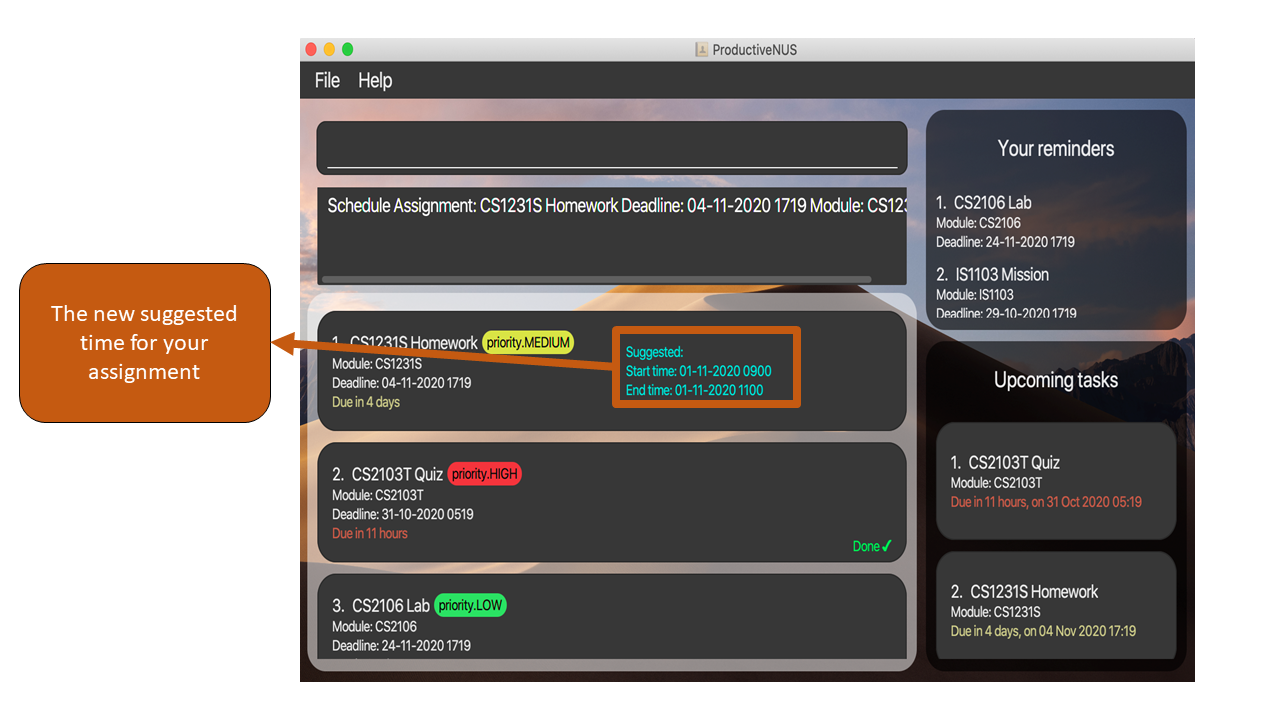 ProductiveNUS
File Help
Schedule Assignment: CS1231S Homework Deadline: 04-11-2020 1719 Module: CS123
The new suggested
time for your
assignment
1. CS1231S Homework priority.MEDIUM
Module: CS1231S
Deadline: 04-11-2020 1719
Due in 4 days
Suggested:
Start time: 01-11-2020 0900
End time: 01-11-2020 1100
2. CS2103T Quiz priority.HIGH
Module: CS2103T
Deadline: 31-10-2020 0519
Due in 11 hours
Done✓
3. CS2106 Lab priority.LOW
Module: CS2106
Deadline: 24-11-2020 1719
Your reminders
1. CS2106 Lab
Module: CS2106
Deadline: 24-11-2020 1719
2. IS1103 Mission
Module: IS1103
Deadline: 29-10-2020 1719
Upcoming tasks
1. CS2103T Quiz
Module: CS2103T
Due in 11 hours, on 31 Oct 2020 05:19
2. CS1231S Homework
Module: CS1231S
Due in 4 days, on 04 Nov 2020 17:19